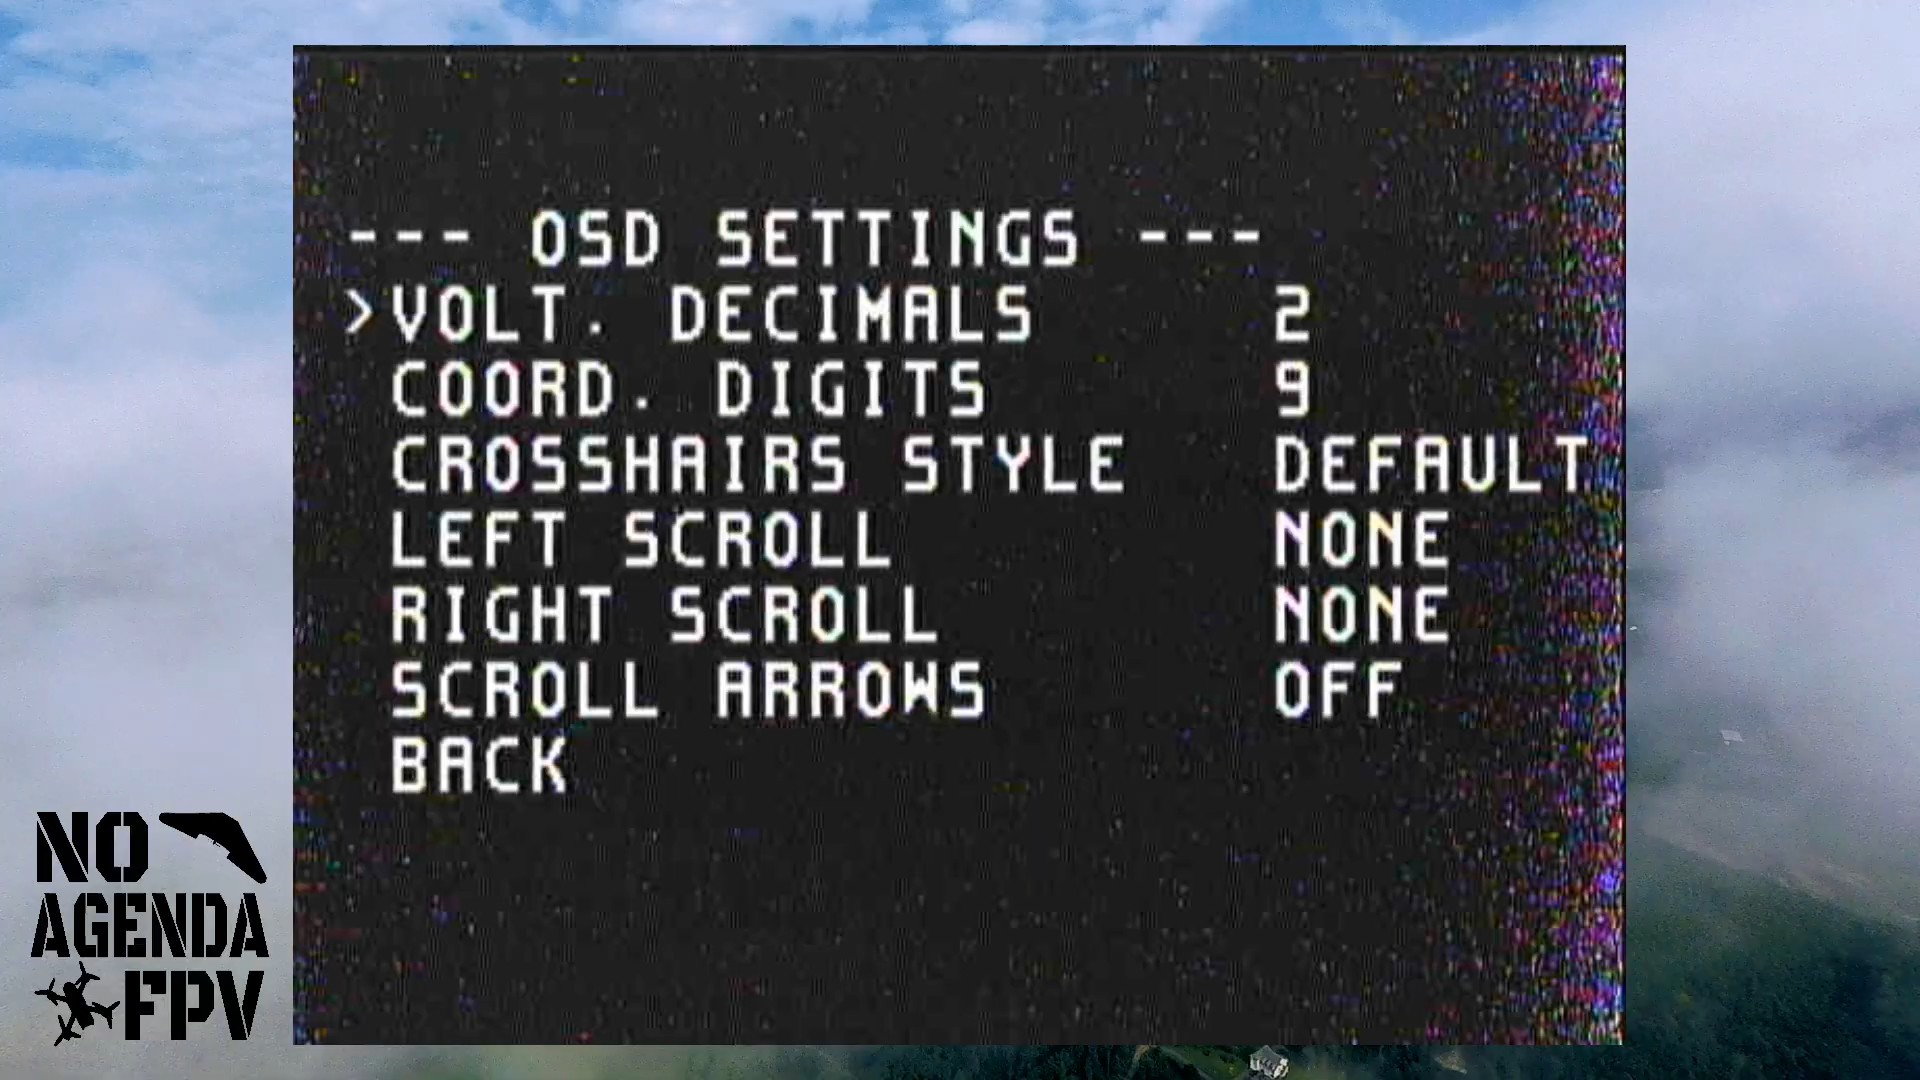 --- OSD SETTINGS ---
>VOLT. DECIMALS 2
COORD. DIGITS 9
CROSSHAIRS STYLE DEFAULT
LEFT SCROLL NONE
RIGHT SCROLL NONE
SCROLL ARROWS OFF
BACK
NO
AGENDA
FPV